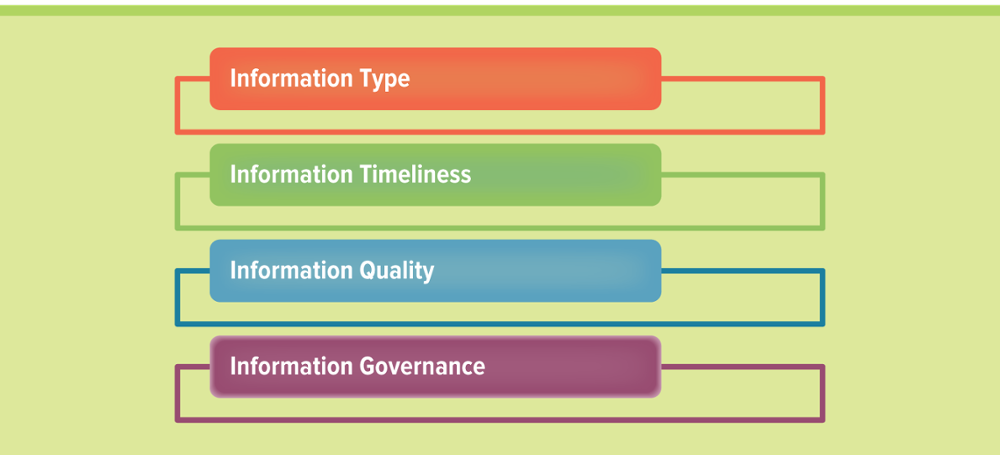 Information Type
Information Timeliness
Information Quality
Information Governance